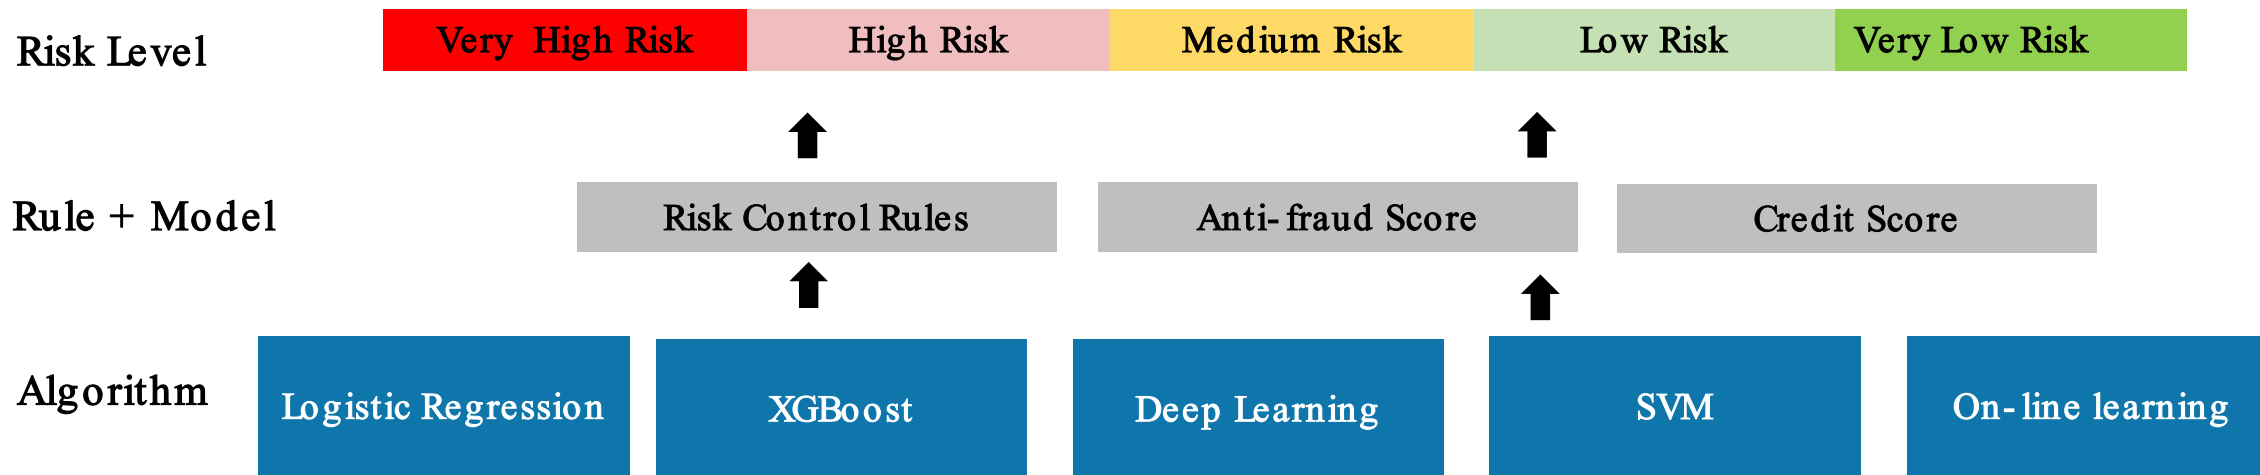 Risk Level
Very High Risk
High Risk
Medium Risk
Low Risk
Very Low Risk
Rule + Model
Risk Control Rules
Anti-fraud Score
Credit Score
Algorithm
Logistic Regression
XGBoost
Deep Learning
SVM
On-line learning